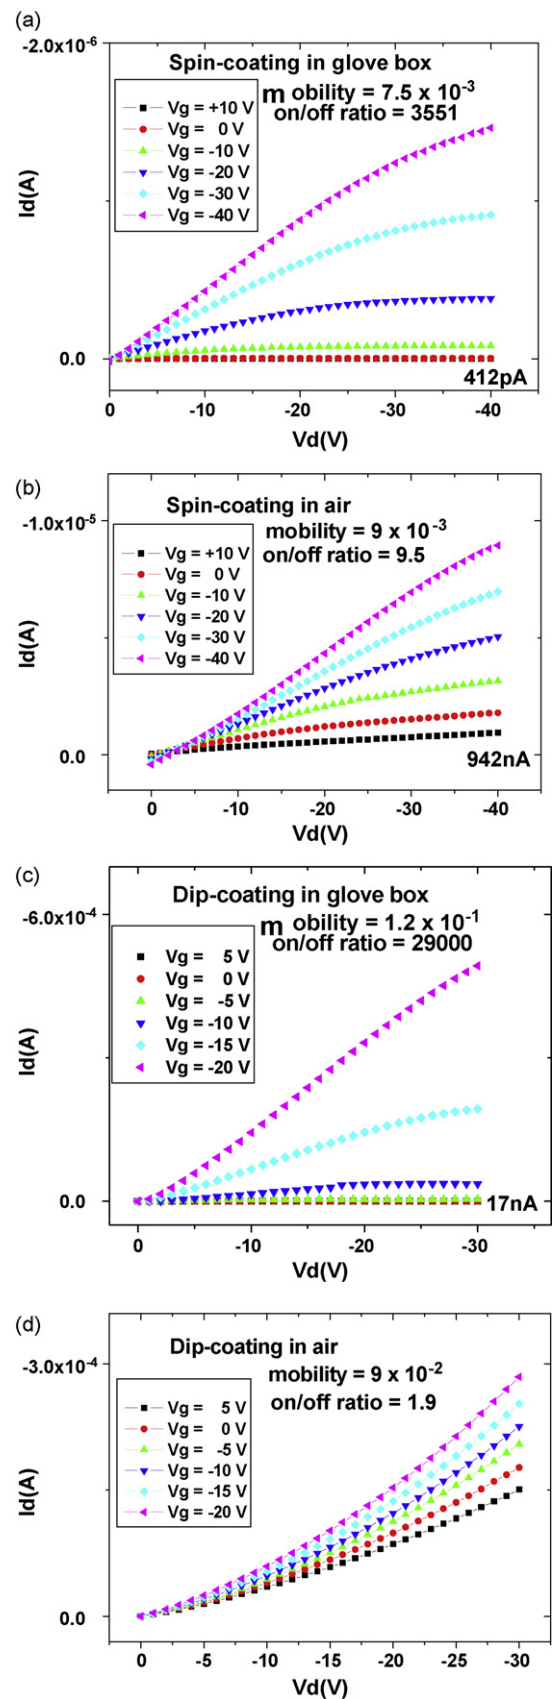 (a)
-2.0x10-6
Spin-coating in glove box
m obility = 7.5 x 10-3
on/off ratio = 3551
Vg = +10 V
Vg = 0 V
Vg = -10 V
Vg = -20 V
Vg = -30 V
Vg = -40 V
Id(A)
0.0
412pA
0 -10 -20 -30 -40
Vd(V)
(b)
-1.0x10-5
Spin-coating in air
mobility = 9 x 10-3
on/off ratio = 9.5
Vg = +10 V
Vg = 0 V
Vg = -10 V
Vg = -20 V
Vg = -30 V
Vg = -40 V
Id(A)
0.0
942nA
0 -10 -20 -30 -40
Vd(V)
(c)
-6.0x10-4
Dip-coating in glove box
m obility = 1.2 x 10-1
on/off ratio = 29000
Vg = 5 V
Vg = 0 V
Vg = -5 V
Vg = -10 V
Vg = -15 V
Vg = -20 V
Id(A)
0.0
17nA
0 -10 -20 -30
Vd(V)
(d)
-3.0x10-4
Dip-coating in air
mobility = 9 x 10-2
on/off ratio = 1.9
Vg = 5 V
Vg = 0 V
Vg = -5 V
Vg = -10 V
Vg = -15 V
Vg = -20 V
Id(A)
0.0
0 -5 -10 -15 -20 -25 -30
Vd(V)